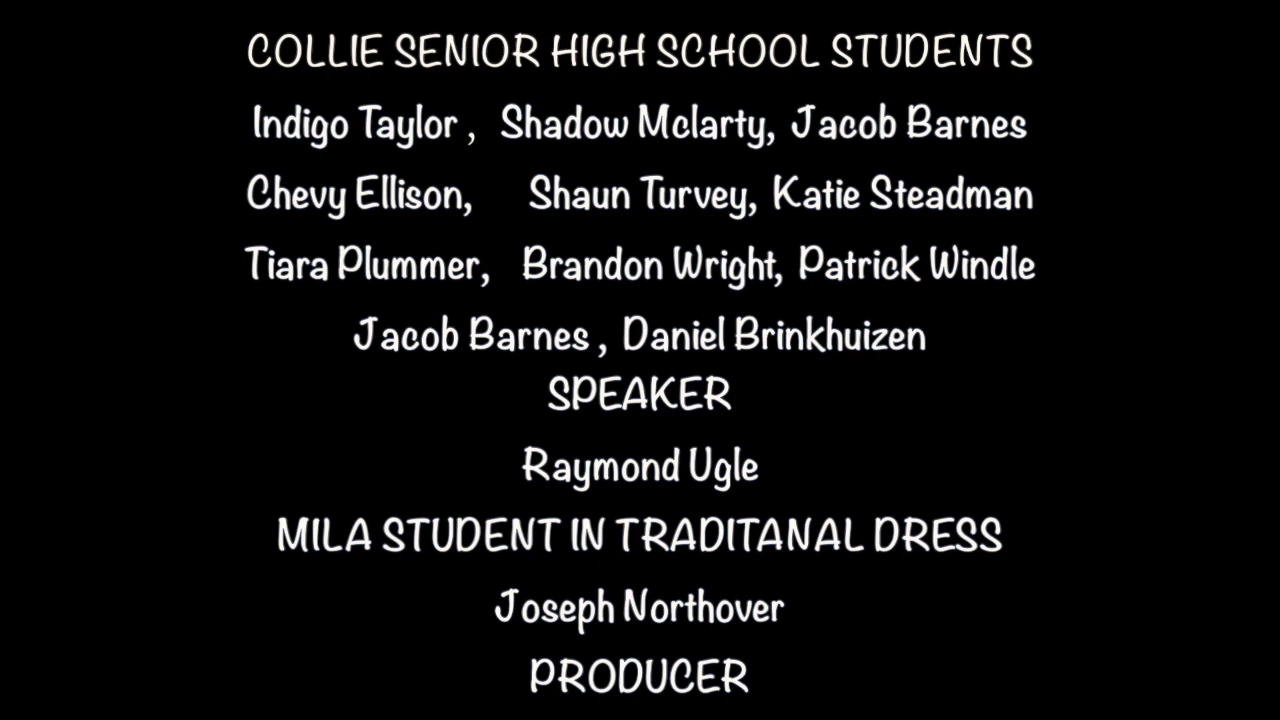 COLLIE SENIOR HIGH SCHOOL STUDENTS
Indigo Taylor , Shadow Mclarty, Jacob Barnes
Chevy Ellison, Shaun Turvey, Katie Steadman
Tiara Plummer, Brandon Wright, Patrick Windle
Jacob Barnes , Daniel Brinkhuizen
SPEAKER
Raymond Ugle
MILA STUDENT IN TRADITANAL DRESS
Joseph Northover
PRODUCER